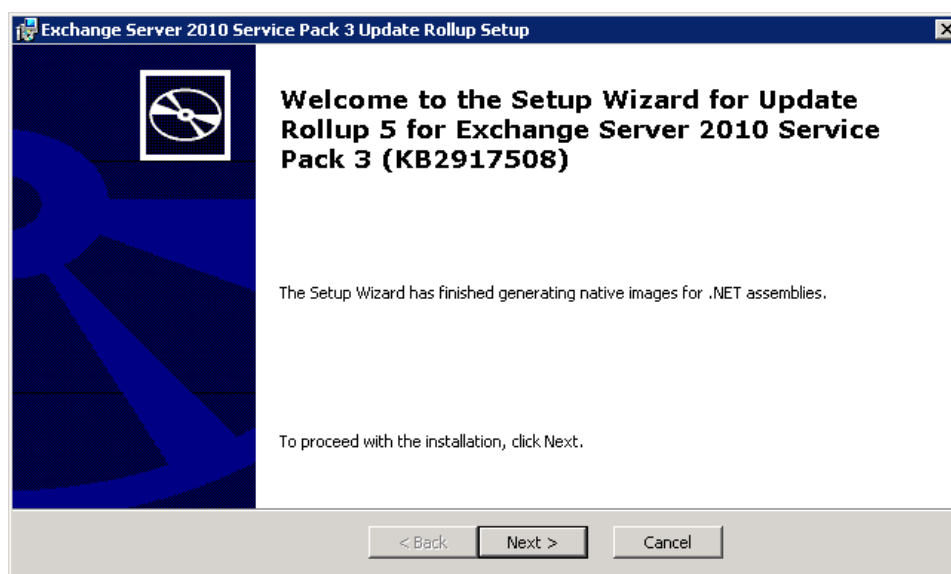 Exchange Server 2010 Service Pack 3 Update Rollup Setup
Welcome to the Setup Wizard for Update
Rollup 5 for Exchange Server 2010 Service
Pack 3 (KB2917508)
The Setup Wizard has finished generating native images for .NET assemblies.
To proceed with the installation, click Next.
< Back
Next >
Cancel